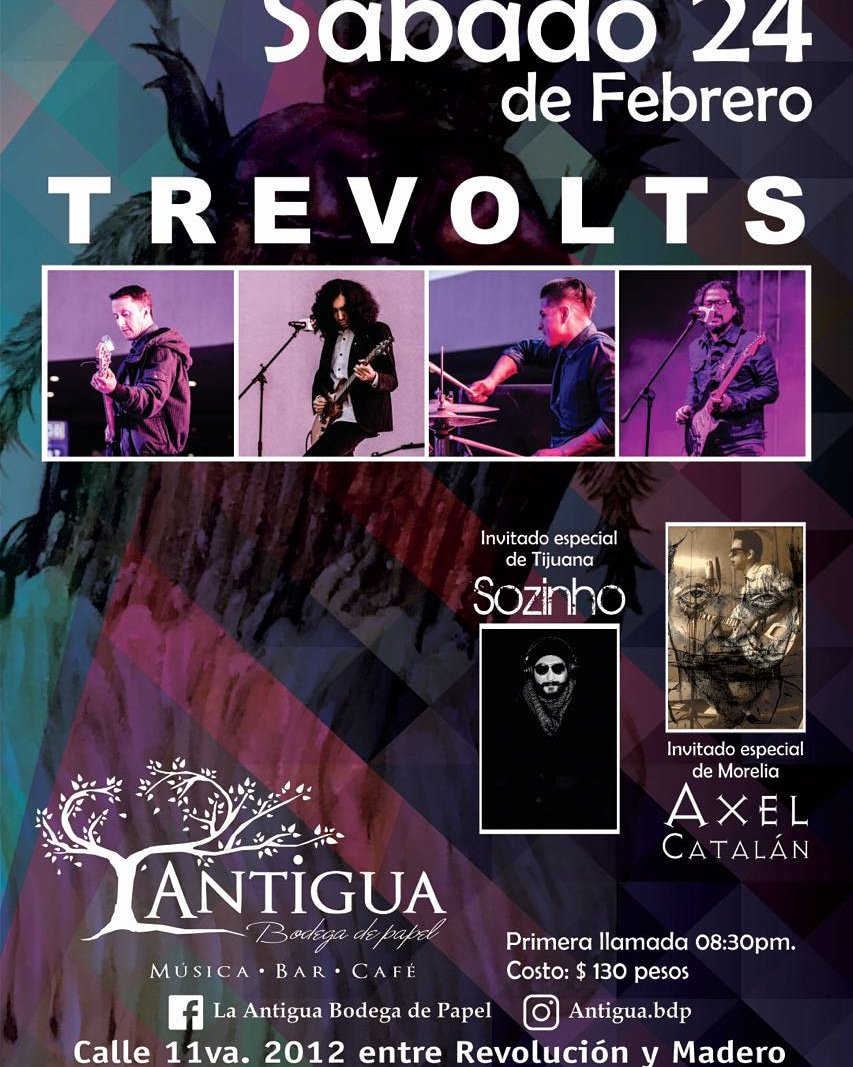 Sábado 24
de Febrero
TREVOLTS
Invitado especial
de Tijuana
Sozinho
Invitado especial
de Morelia
AXEL
CATALÁN
ANTIGUA
Bodega de papel
MÚSICA • BAR • CAFÉ
Primera llamada 08:30pm.
Costo: $ 130 pesos
La Antigua Bodega de Papel
Antigua.bdp
Calle 11va. 2012 entre Revolución y Madero